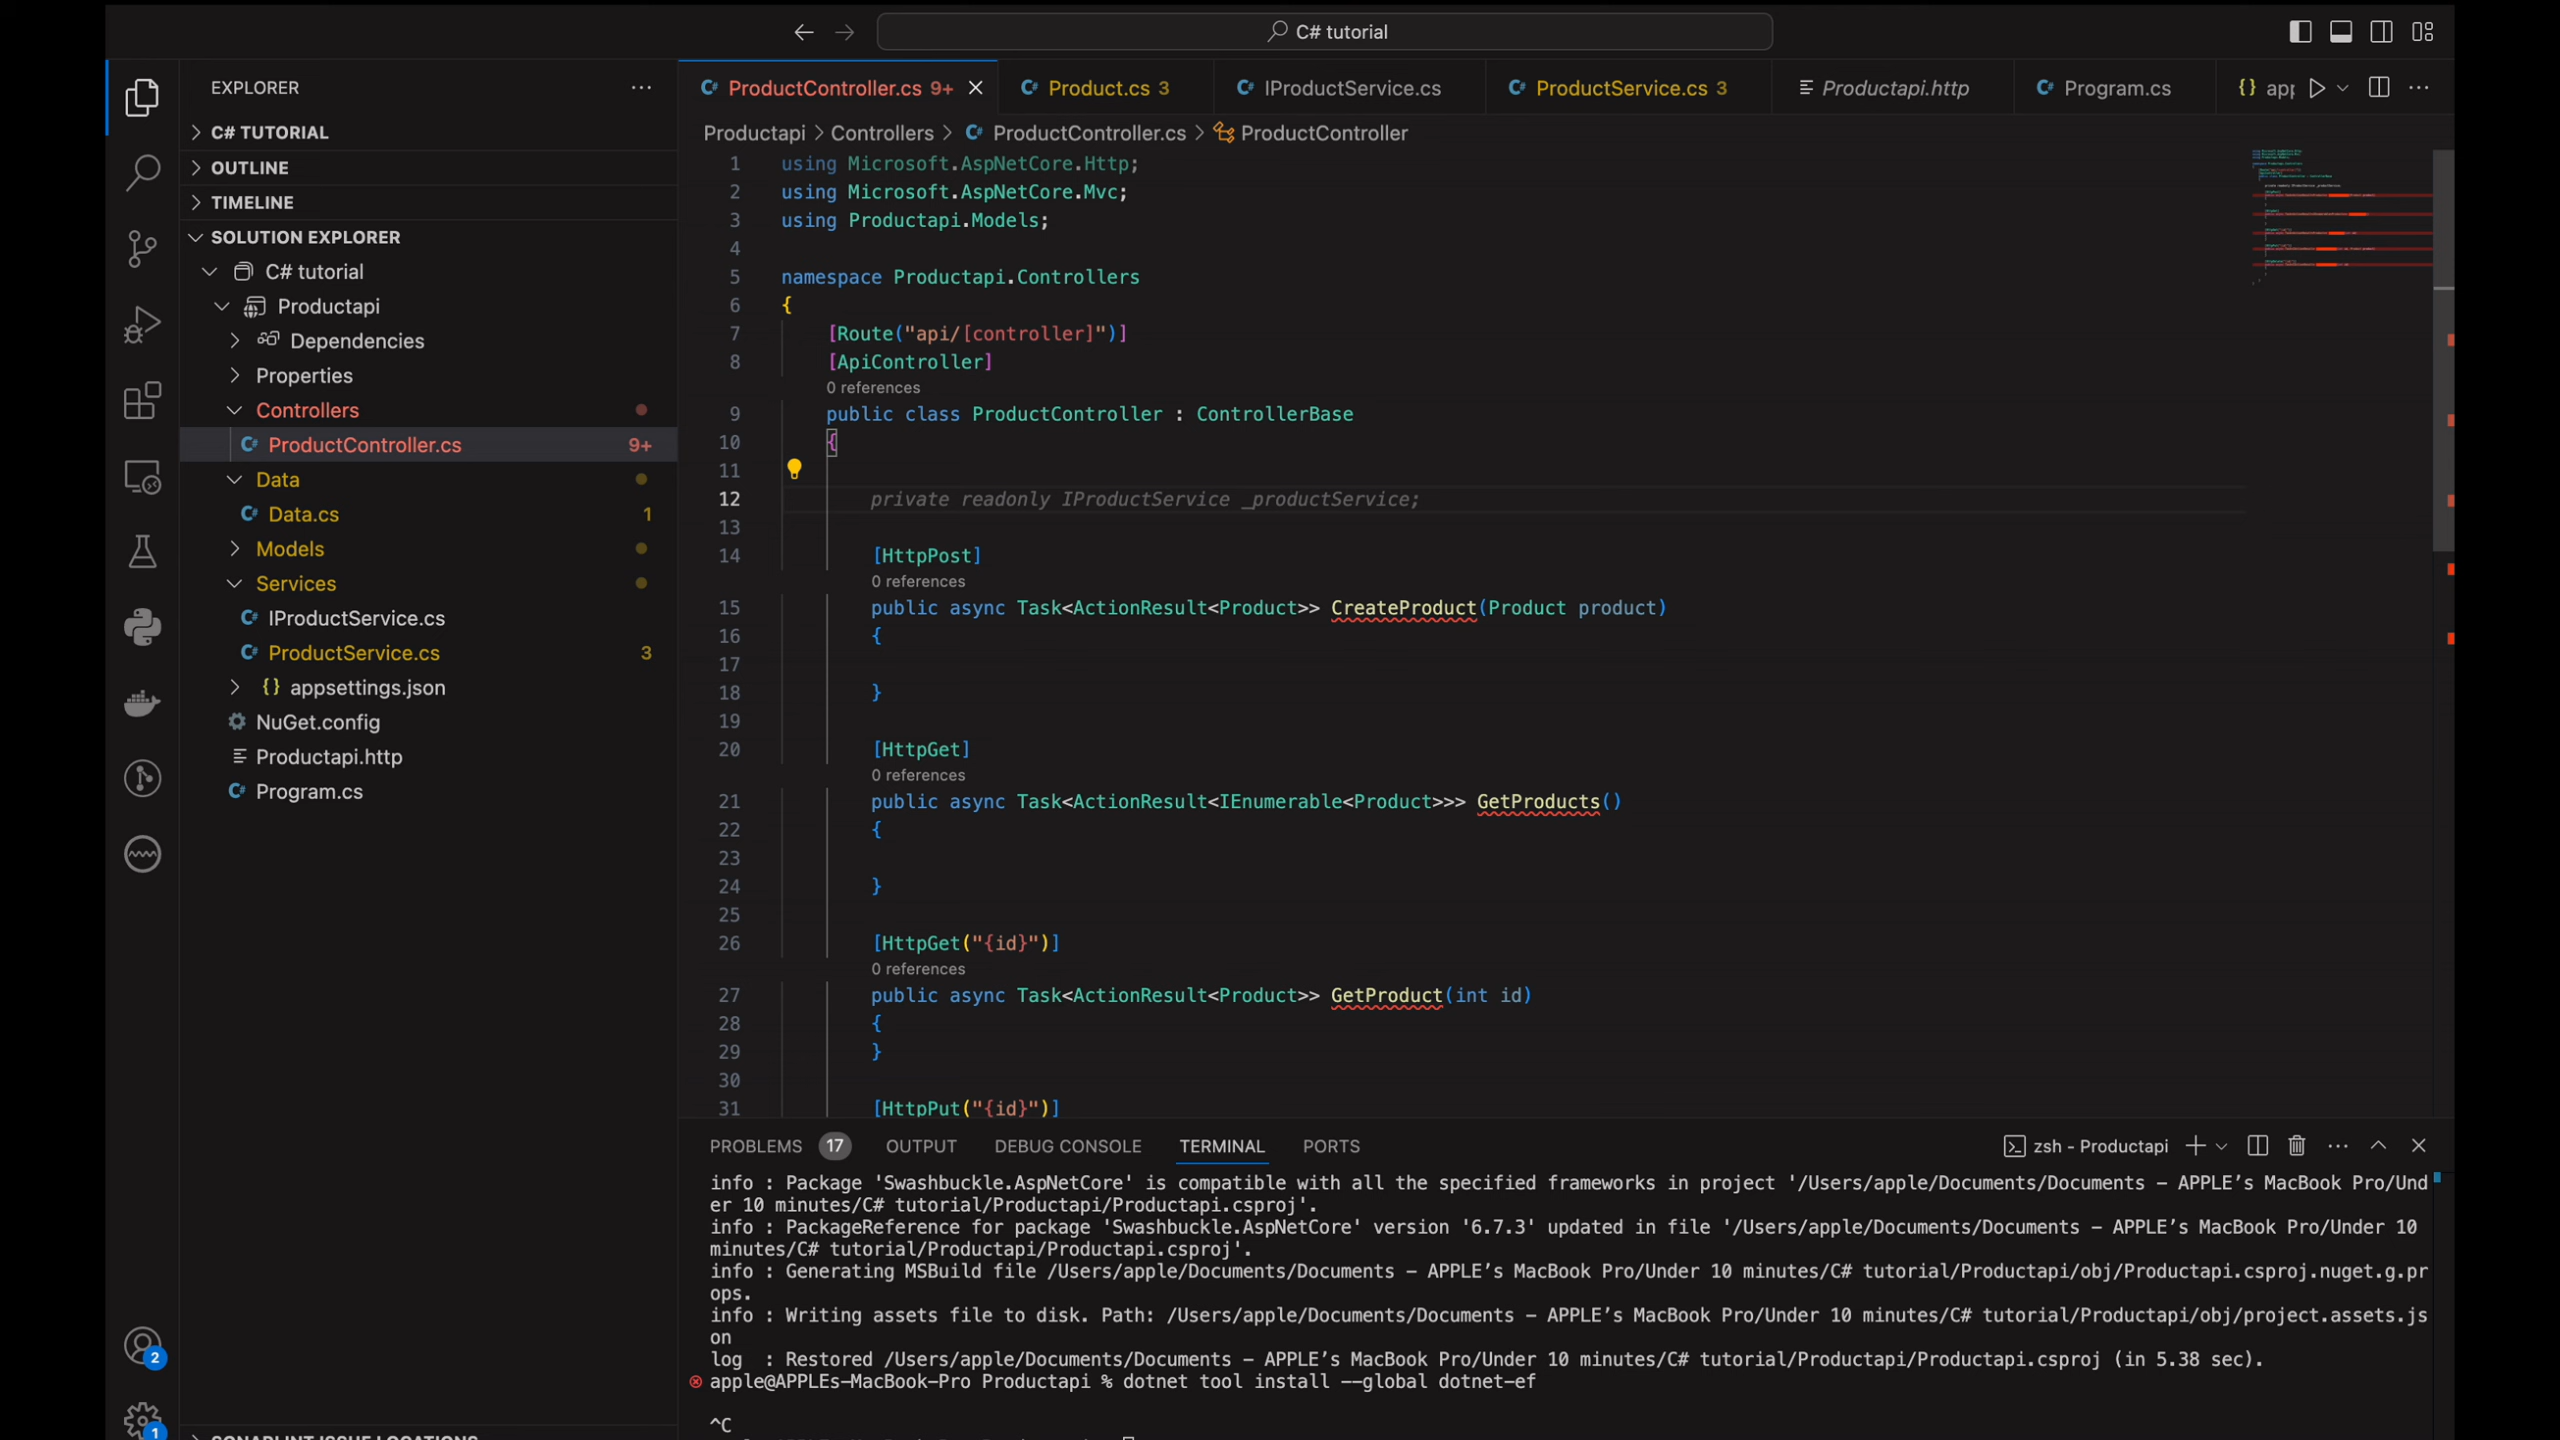 C# tutorial
EXPLORER
C# TUTORIAL
OUTLINE
TIMELINE
SOLUTION EXPLORER
C# tutorial
Productapi
Dependencies
Properties
Controllers
ProductController.cs 9+
Data
Data.cs 1
Models
Services
IProductService.cs
ProductService.cs 3
{} appsettings.json
NuGet.config
Productapi.http
Program.cs
2
1
ProductController.cs 9+
Product.cs 3
IProductService.cs
ProductService.cs 3
Productapi.http
Program.cs
{} app
Productapi > Controllers > ProductController.cs > ProductController
1 using Microsoft.AspNetCore.Http;
2 using Microsoft.AspNetCore.Mvc;
3 using Productapi.Models;
4
5 namespace Productapi.Controllers
6 {
7 [Route("api/[controller]")]
8 [ApiController]
0 references
9 public class ProductController : ControllerBase
10 {
11
12 private readonly IProductService _productService;
13
14 [HttpPost]
0 references
15 public async Task<ActionResult<Product>> CreateProduct(Product product)
16 {
17
18 }
19
20 [HttpGet]
0 references
21 public async Task<ActionResult<IEnumerable<Product>>> GetProducts()
22 {
23
24 }
25
26 [HttpGet("{id}")]
0 references
27 public async Task<ActionResult<Product>> GetProduct(int id)
28 {
29 }
30
31 [HttpPut("{id}")]
PROBLEMS 17 OUTPUT DEBUG CONSOLE TERMINAL PORTS
zsh - Productapi
info : Package 'Swashbuckle.AspNetCore' is compatible with all the specified frameworks in project '/Users/apple/Documents/Documents - APPLE’s MacBook Pro/Und
er 10 minutes/C# tutorial/Productapi/Productapi.csproj'.
info : PackageReference for package 'Swashbuckle.AspNetCore' version '6.7.3' updated in file '/Users/apple/Documents/Documents - APPLE’s MacBook Pro/Under 10
minutes/C# tutorial/Productapi/Productapi.csproj'.
info : Generating MSBuild file /Users/apple/Documents/Documents - APPLE’s MacBook Pro/Under 10 minutes/C# tutorial/Productapi/obj/Productapi.csproj.nuget.g.pr
ops.
info : Writing assets file to disk. Path: /Users/apple/Documents/Documents - APPLE’s MacBook Pro/Under 10 minutes/C# tutorial/Productapi/obj/project.assets.js
on
log : Restored /Users/apple/Documents/Documents - APPLE’s MacBook Pro/Under 10 minutes/C# tutorial/Productapi/Productapi.csproj (in 5.38 sec).
apple@APPLEs-MacBook-Pro Productapi % dotnet tool install --global dotnet-ef
^C